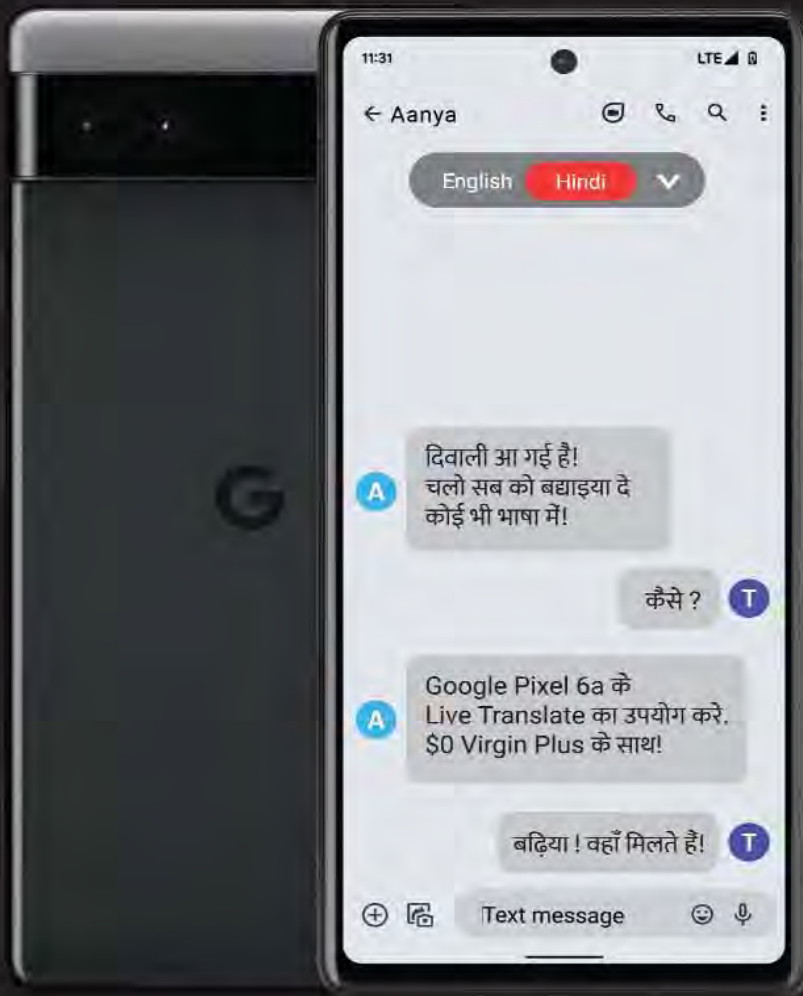 11:31 LTE
Aanya
English Hindi
दिवाली आ गई है!
चलो सब को बद्याइया दे
कोई भी भाषा में!
A
कैसे ?
T
Google Pixel 6a के
Live Translate का उपयोग करे.
$0 Virgin Plus के साथ!
A
बढ़िया ! वहाँ मिलते हैं!
T
Text message
G